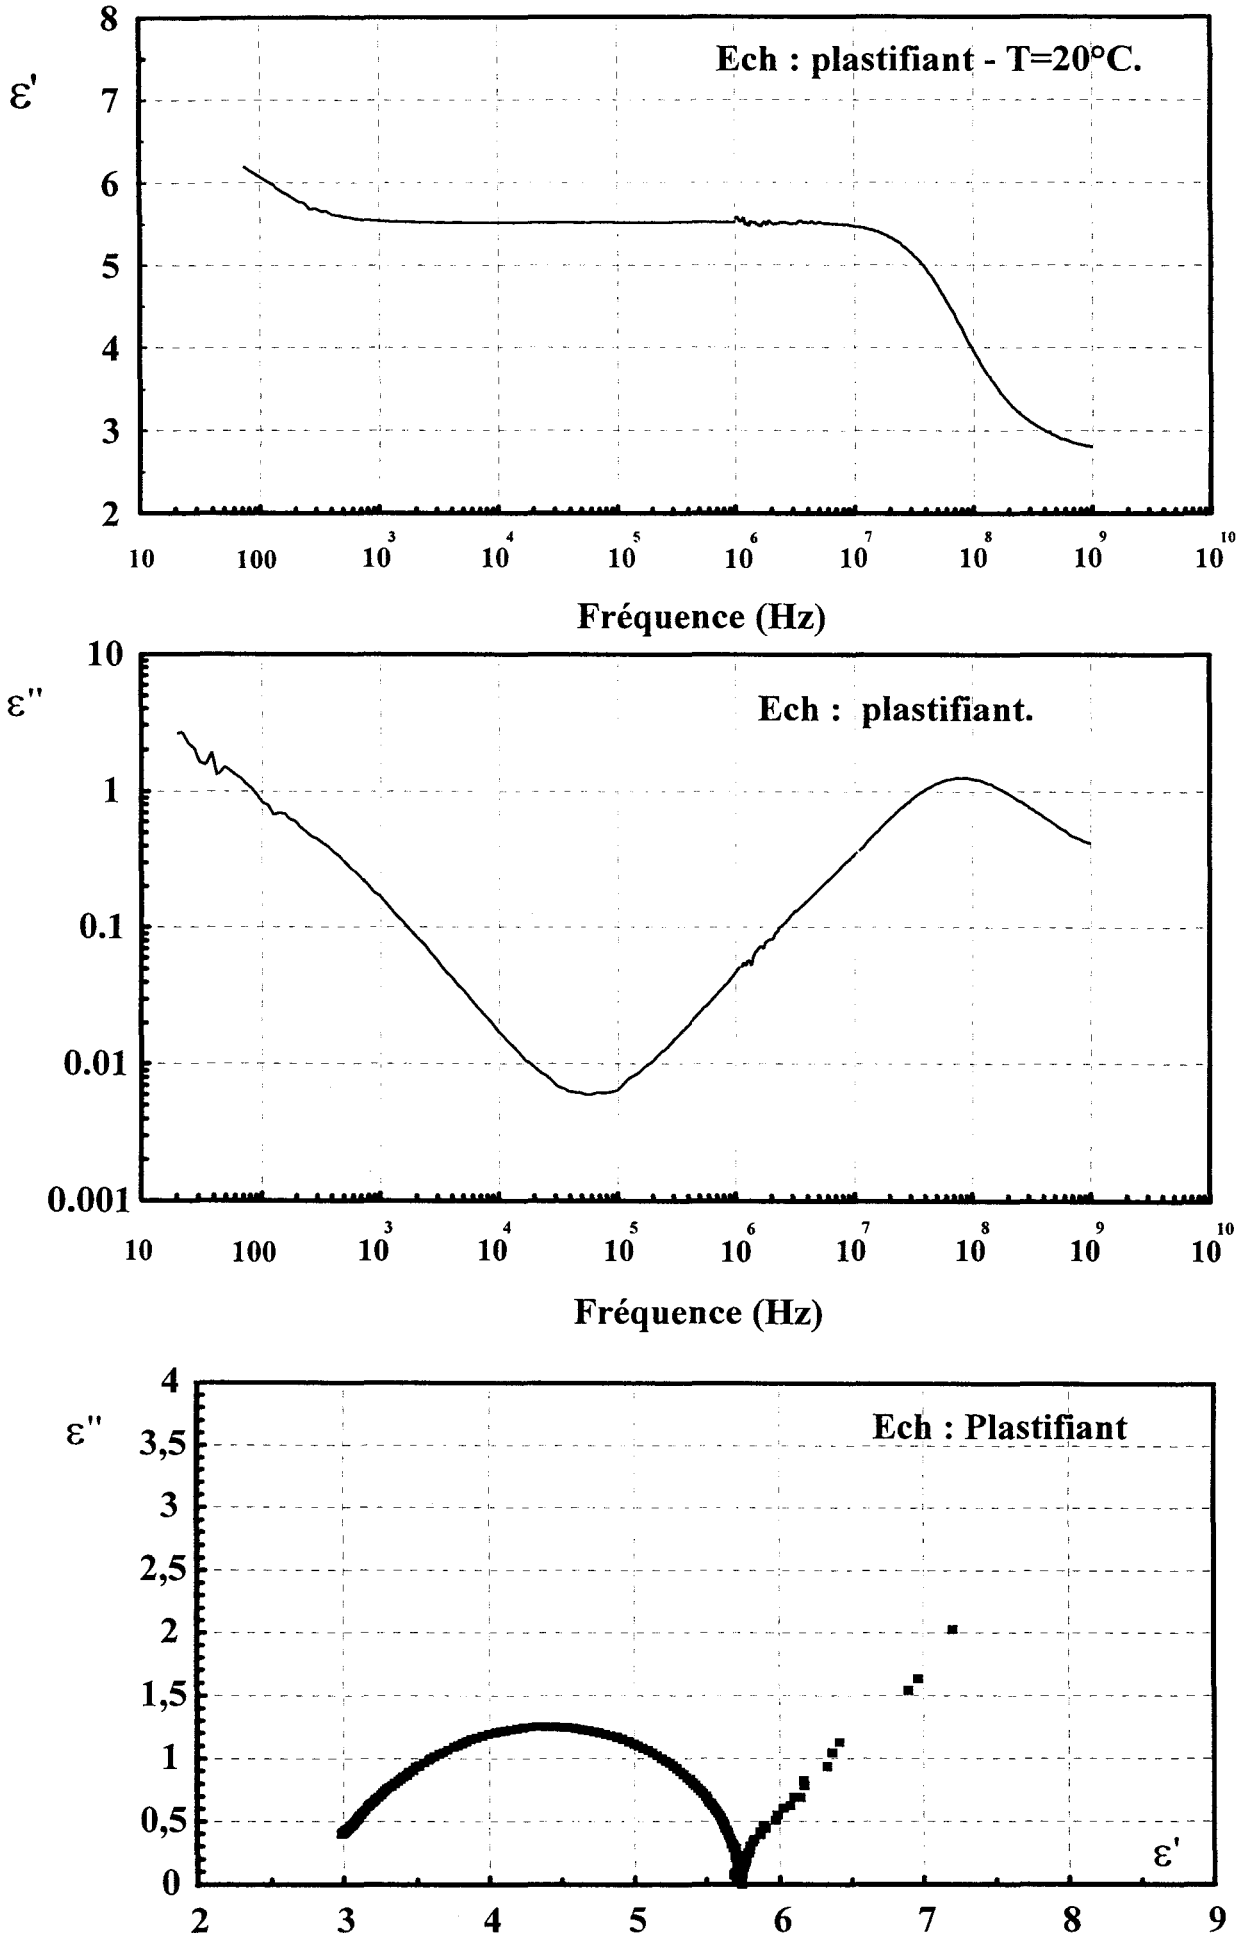 8
Ech : plastifiant - T=20°C.
ε'
7
6
5
4
3
2
10 100 10³ 10⁴ 10⁵ 10⁶ 10⁷ 10⁸ 10⁹ 10¹⁰
Fréquence (Hz)
10
ε"
Ech : plastifiant.
1
0.1
0.01
0.001
10 100 10³ 10⁴ 10⁵ 10⁶ 10⁷ 10⁸ 10⁹ 10¹⁰
Fréquence (Hz)
4
ε"
Ech : Plastifiant
3,5
3
2,5
2
1,5
1
0,5
ε'
0
2 3 4 5 6 7 8 9